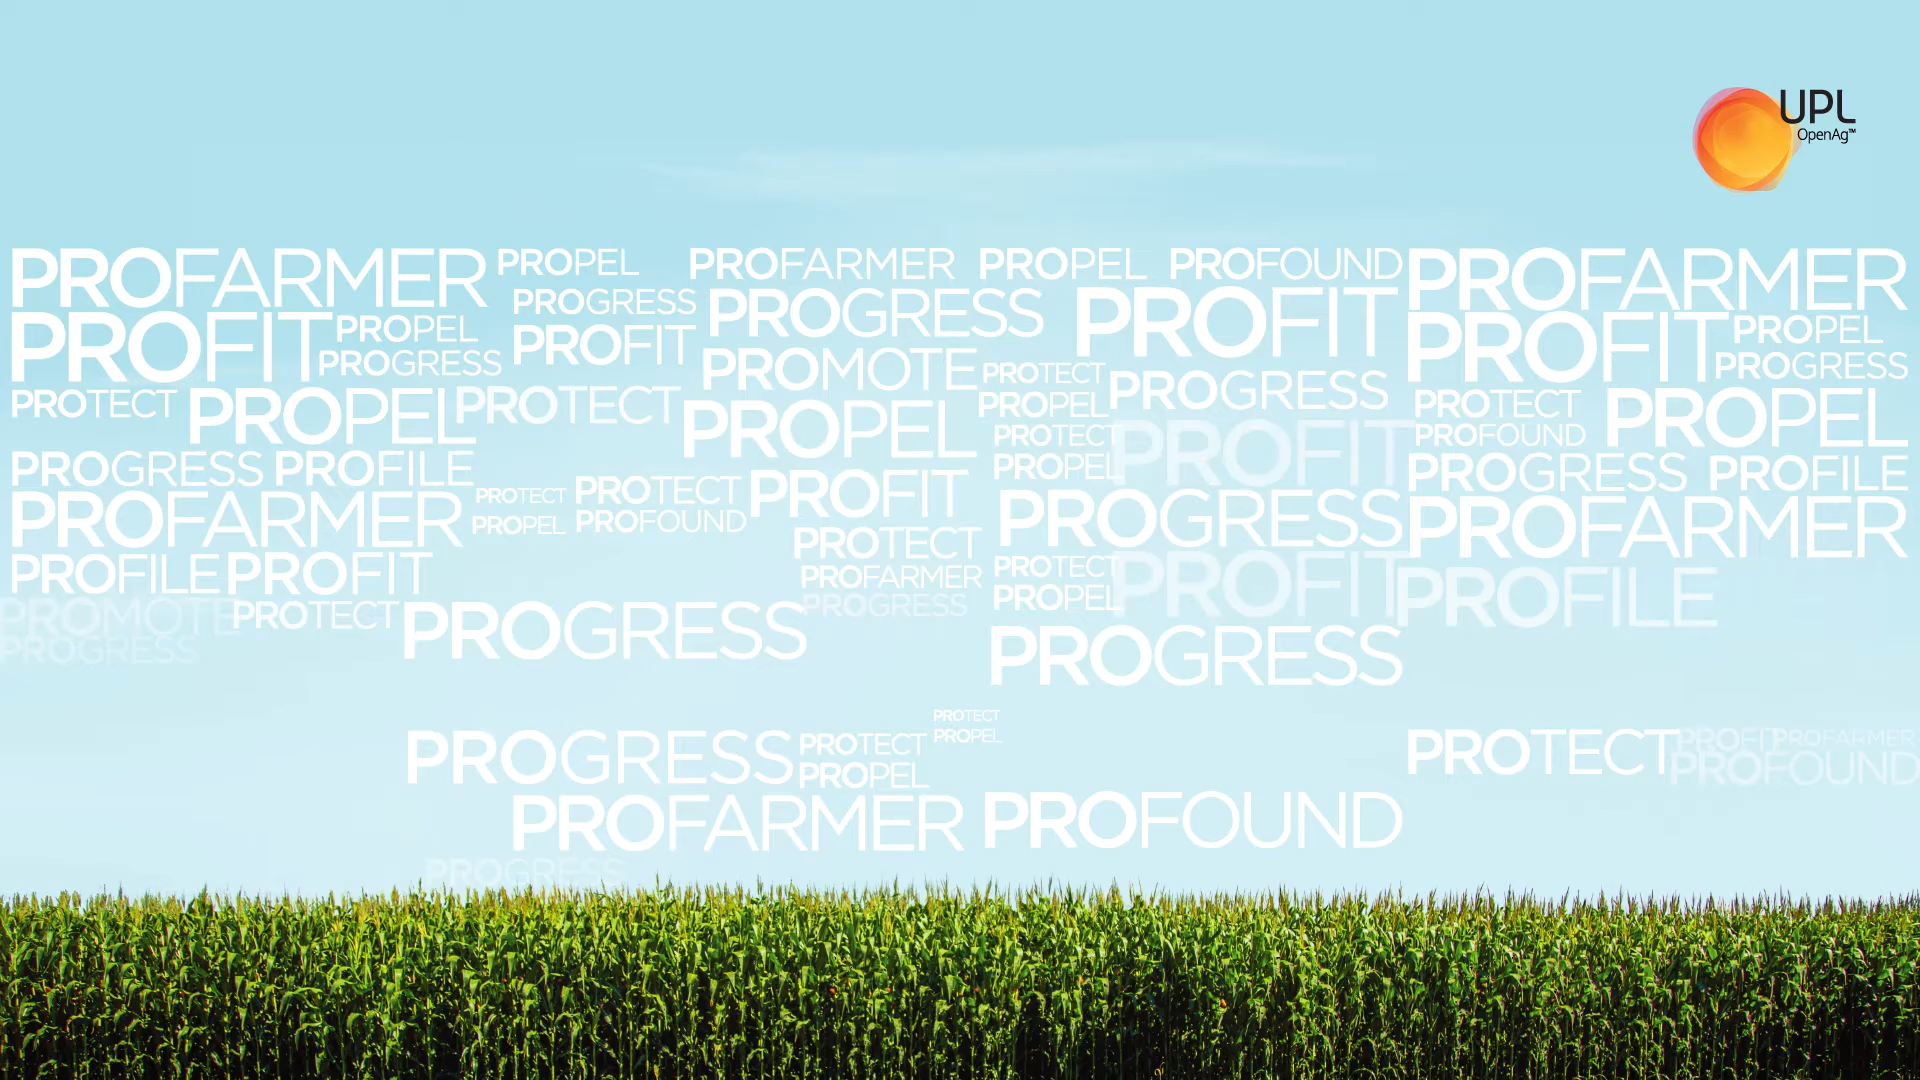 UPL
OpenAg™
PROFARMER PROPEL PROFARMER PROPEL PROFOUND PROFARMER
PROGRESS PROGRESS PROFIT
PROFIT PROPEL PROFIT PROFIT PROPEL
PROGRESS PROMOTE PROTECT PROGRESS PROGRESS
PROTECT PROPEL PROTECT PROPEL PROPEL PROTECT PROPEL
PROTECT PROFIT PROFOUND
PROGRESS PROFILE PROFIT PROPEL PROGRESS PROFILE
PROFARMER PROTECT PROTECT PROGRESS PROFARMER
PROPEL PROFOUND PROTECT
PROFILE PROFIT PROFARMER PROTECT PROFIT PROFILE
PROMOTE PROTECT PROGRESS PROGRESS PROPEL
PROGRESS PROGRESS
PROTECT
PROGRESS PROTECT PROPEL PROTECT PROFIT PROFARMER
PROPEL PROFOUND
PROFARMER PROFOUND
PROGRESS